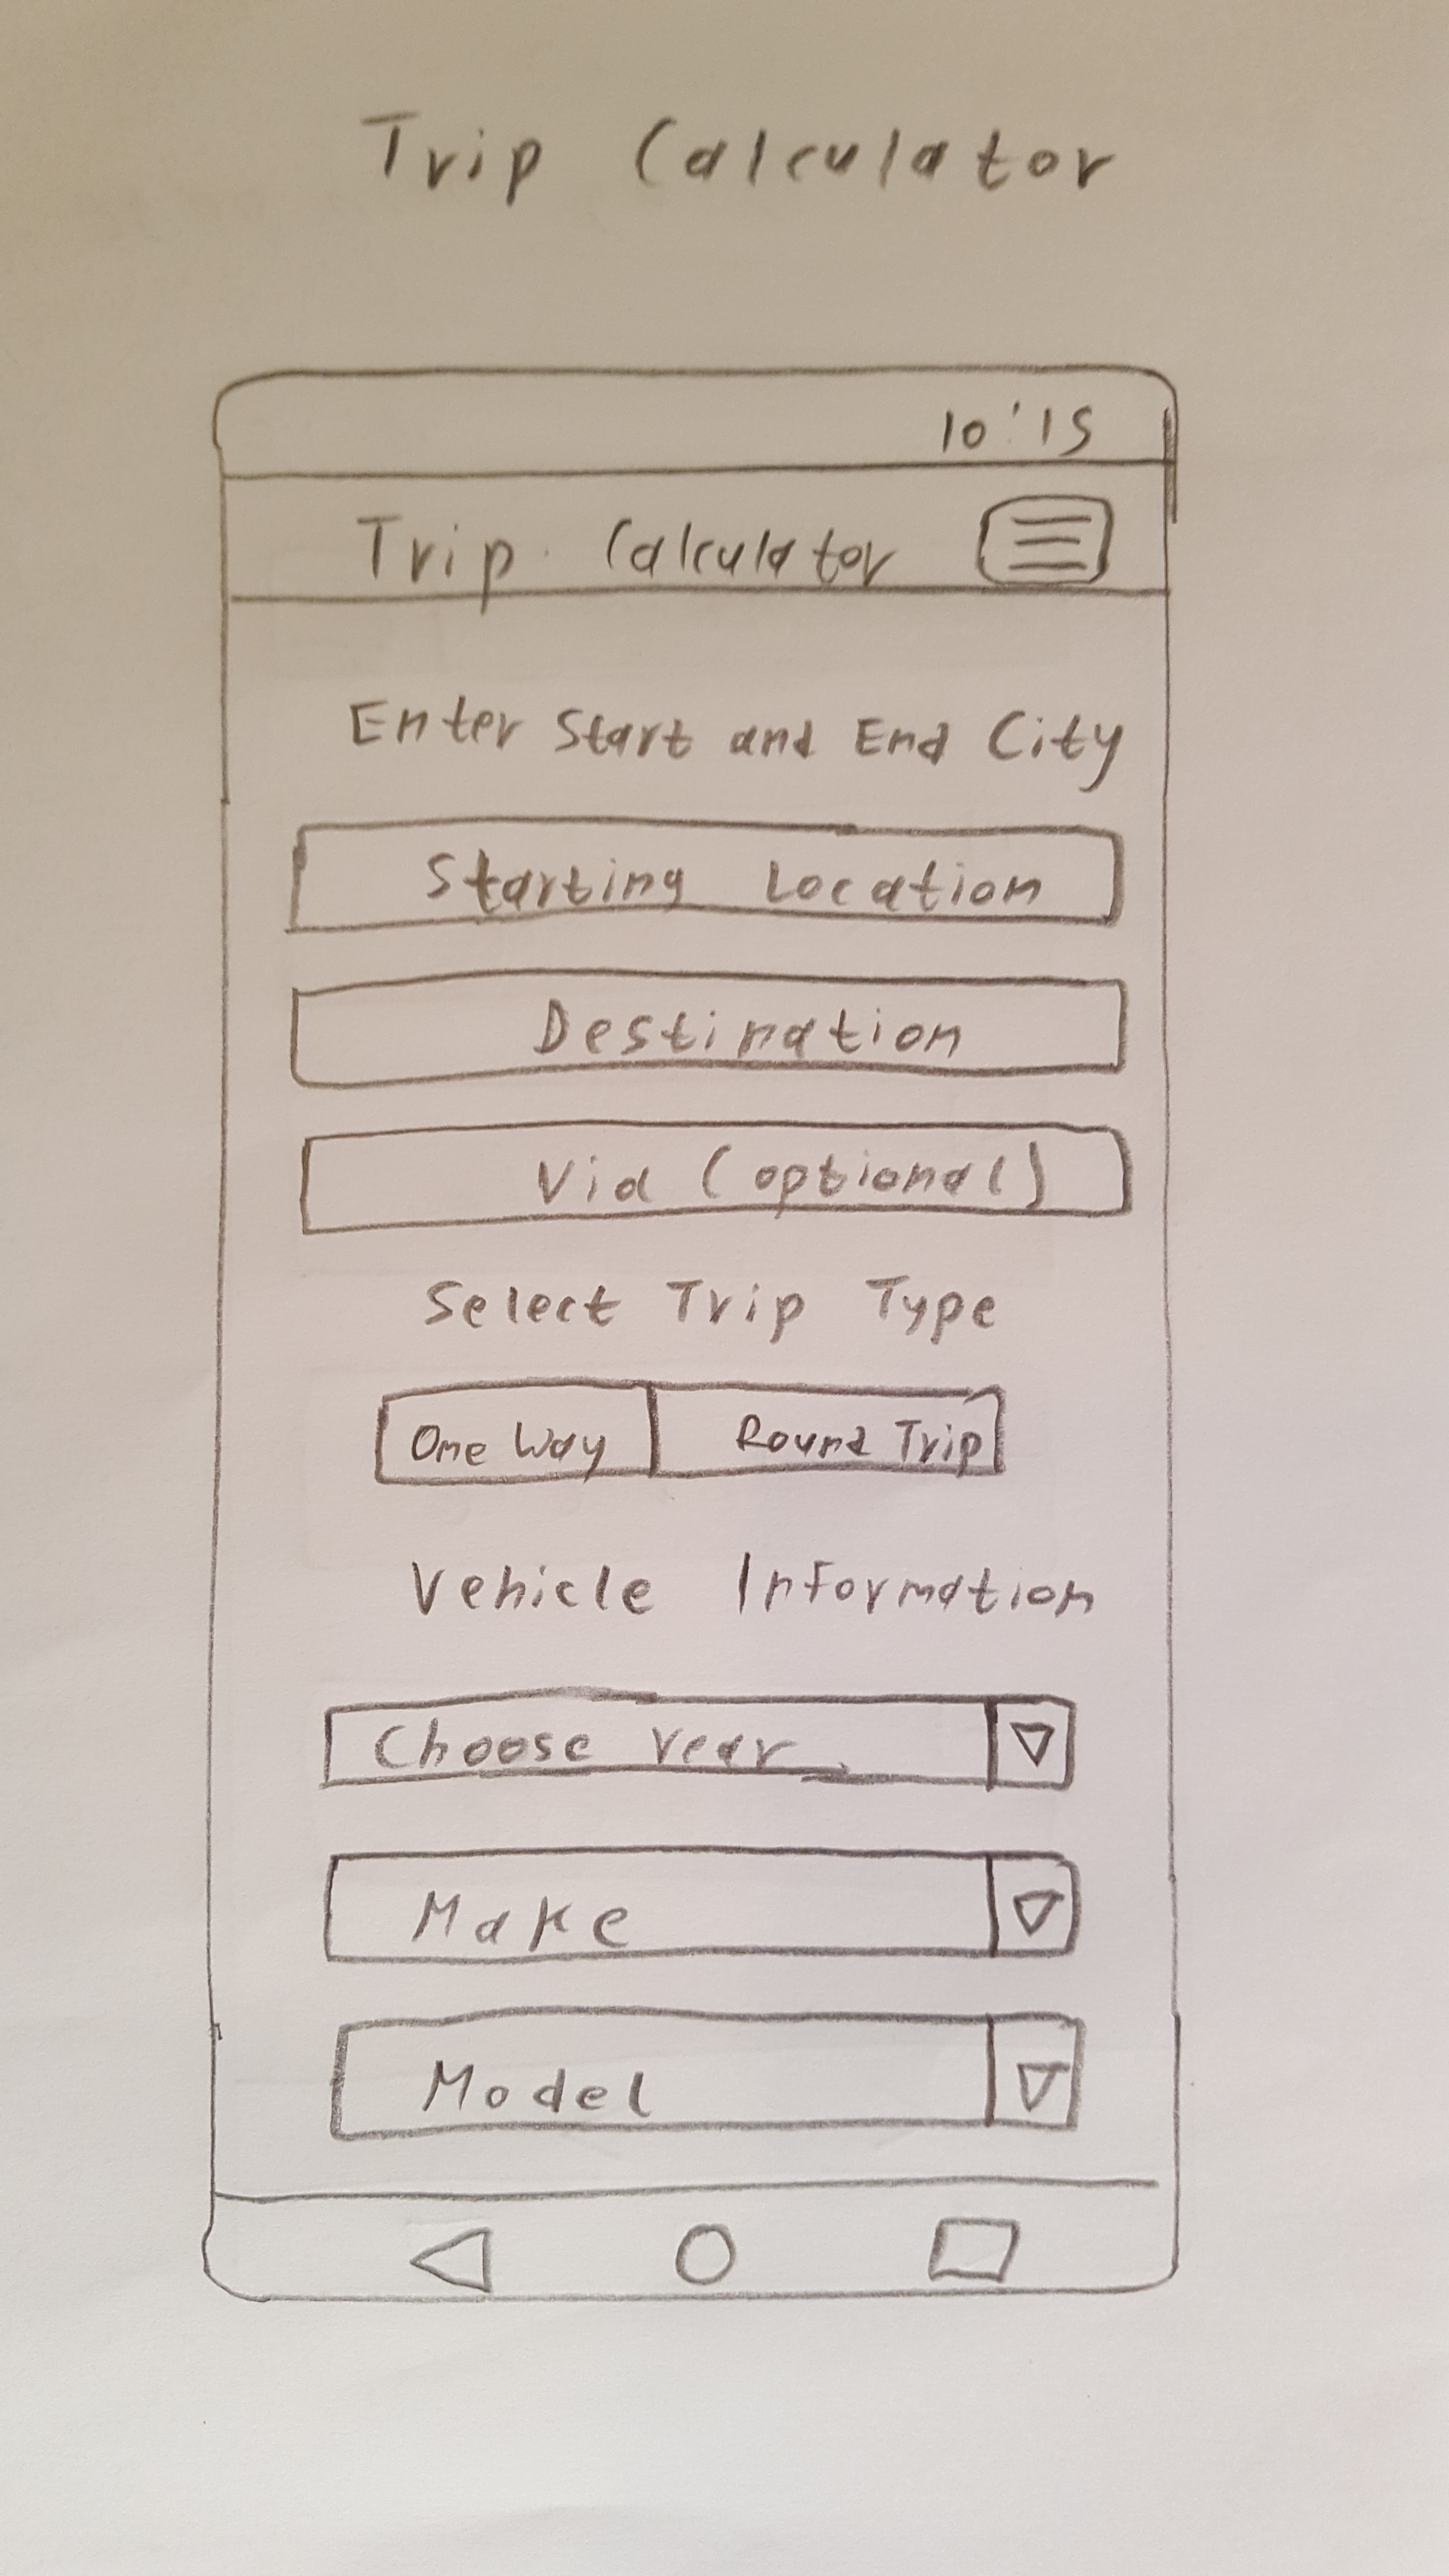 Trip Calculator
10:15
Trip Calculator
Enter Start and End City
Starting Location
Destination
Via (optional)
Select Trip Type
One Way Round Trip
Vehicle Information
Choose Year
Make
Model